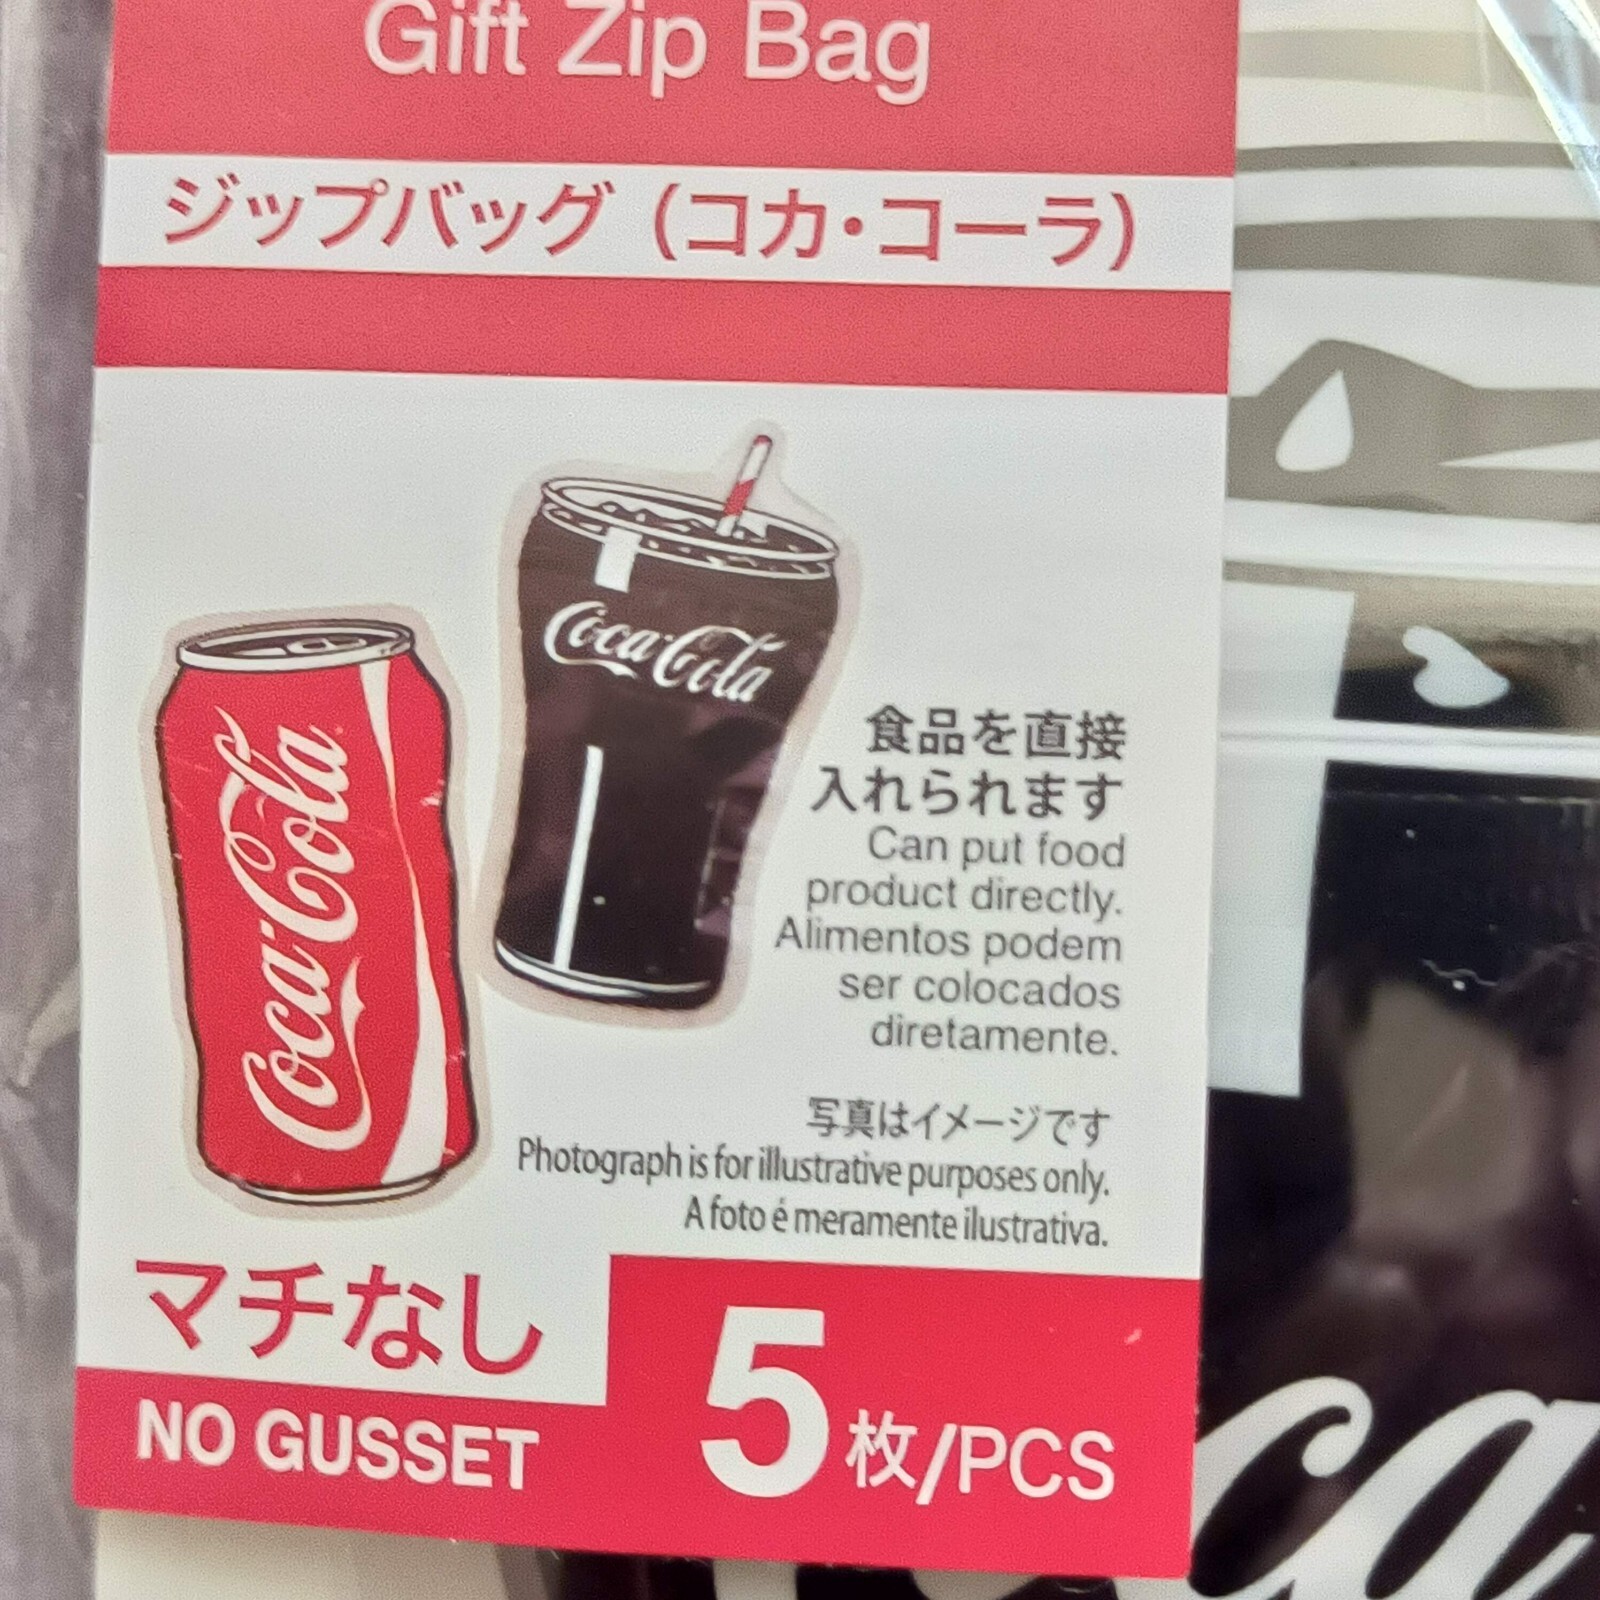 Gift Zip Bag
ジップバッグ (コカ・コーラ)
Coca-Cola
Coca-Cola
食品を直接
入れられます
Can put food
product directly.
Alimentos podem
ser colocados
diretamente.
写真はイメージです
Photograph is for illustrative purposes only.
A foto é meramente ilustrativa.
マチなし
NO GUSSET
5枚/PCS